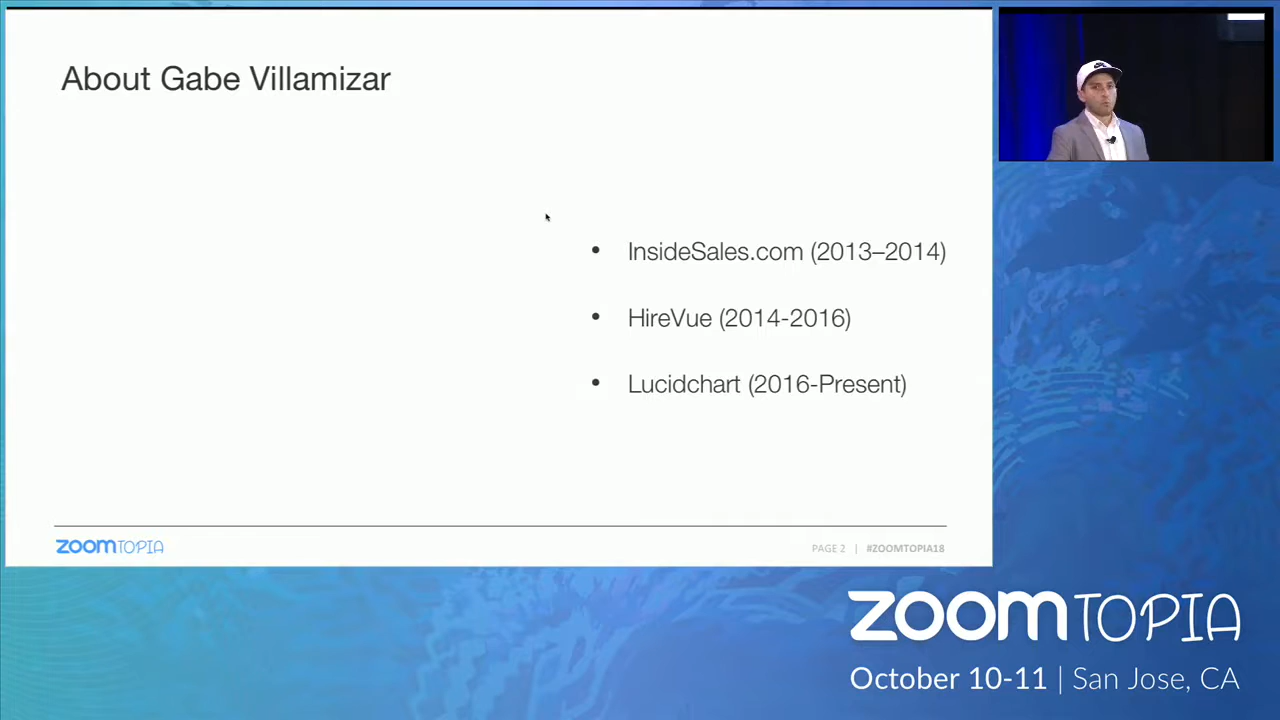 About Gabe Villamizar
• InsideSales.com (2013–2014)
• HireVue (2014-2016)
• Lucidchart (2016-Present)
zoomTOPIA
PAGE 2 | #ZOOMTOPIA18
zoomTOPIA
October 10-11 | San Jose, CA